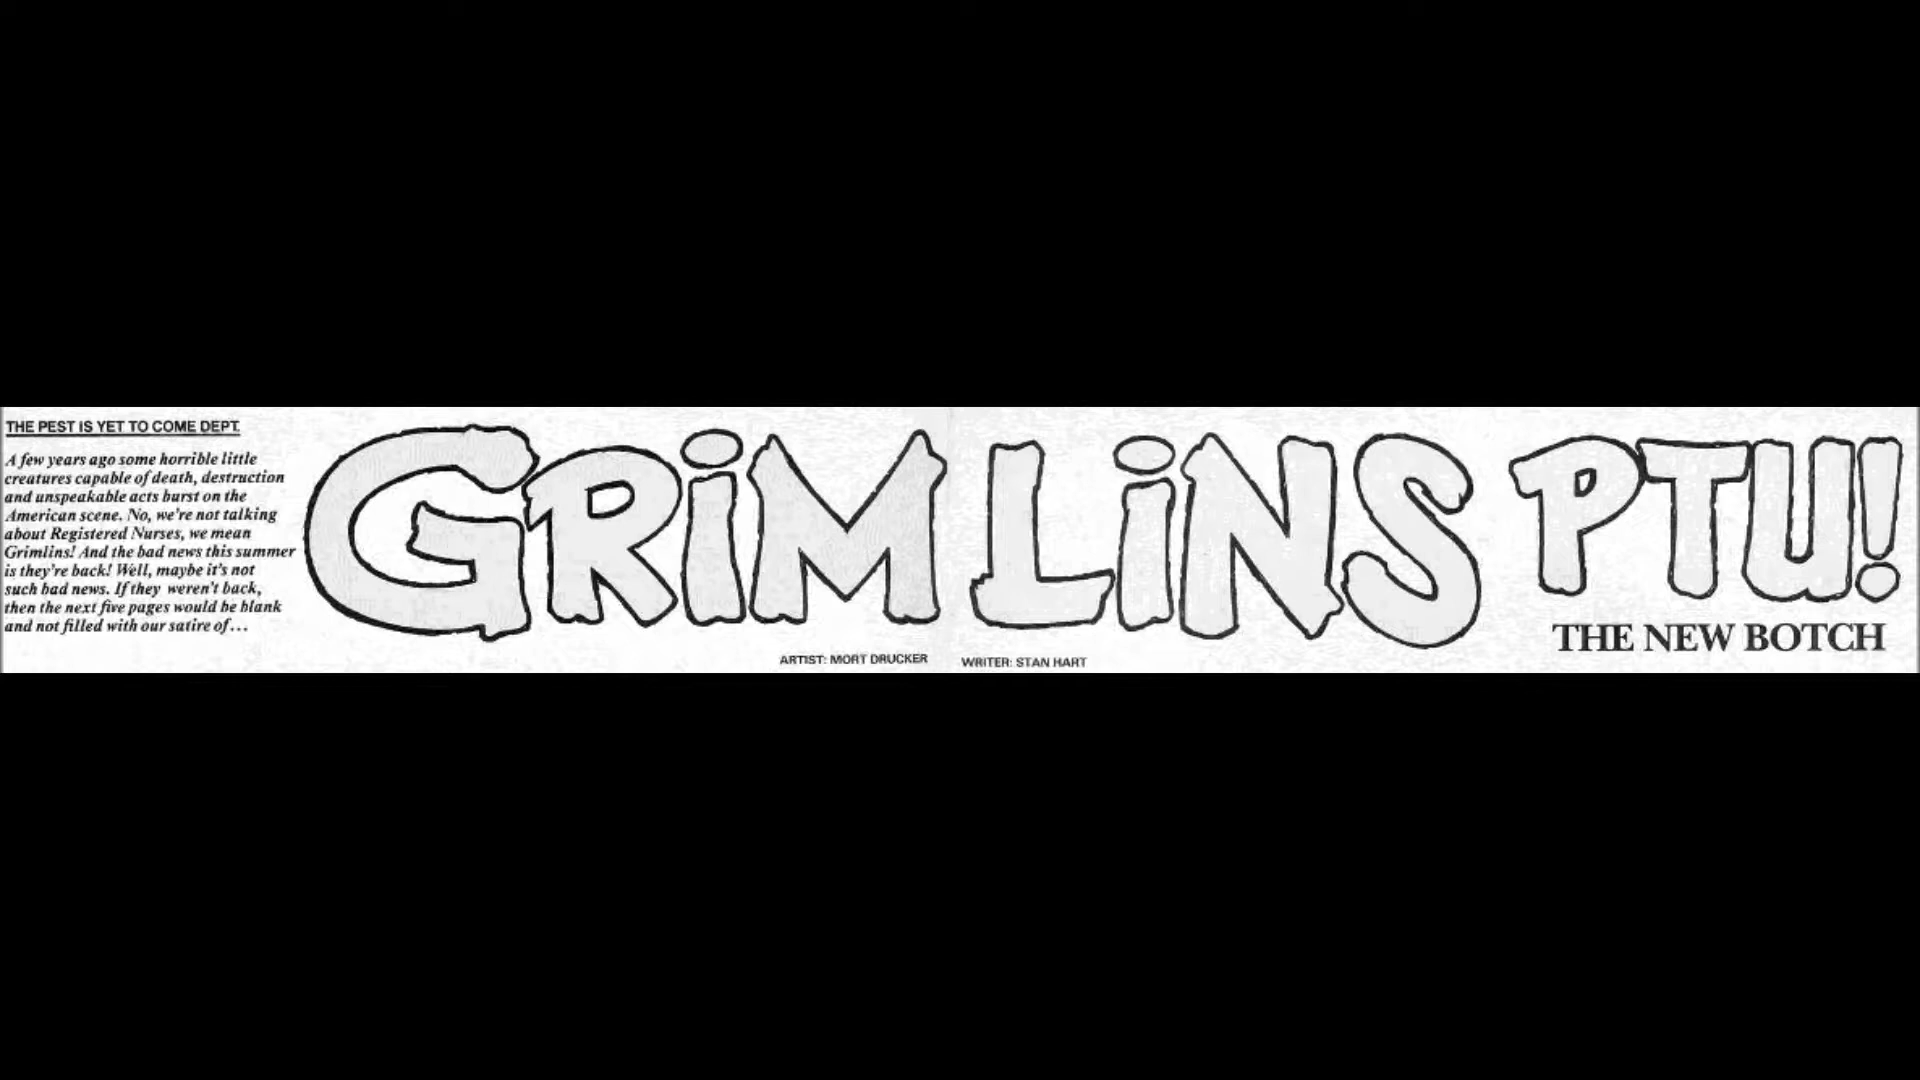 THE PEST IS YET TO COME DEPT.
A few years ago some horrible little
creatures capable of death, destruction
and unspeakable acts burst on the
American scene. No, we're not talking
about Registered Nurses, we mean
Grimlins! And the bad news this summer
is they're back! Well, maybe it's not
such bad news. If they weren't back,
then the next five pages would be blank
and not filled with our satire of...
GRiMLiNS PTU!
THE NEW BOTCH
ARTIST: MORT DRUCKER
WRITER: STAN HART